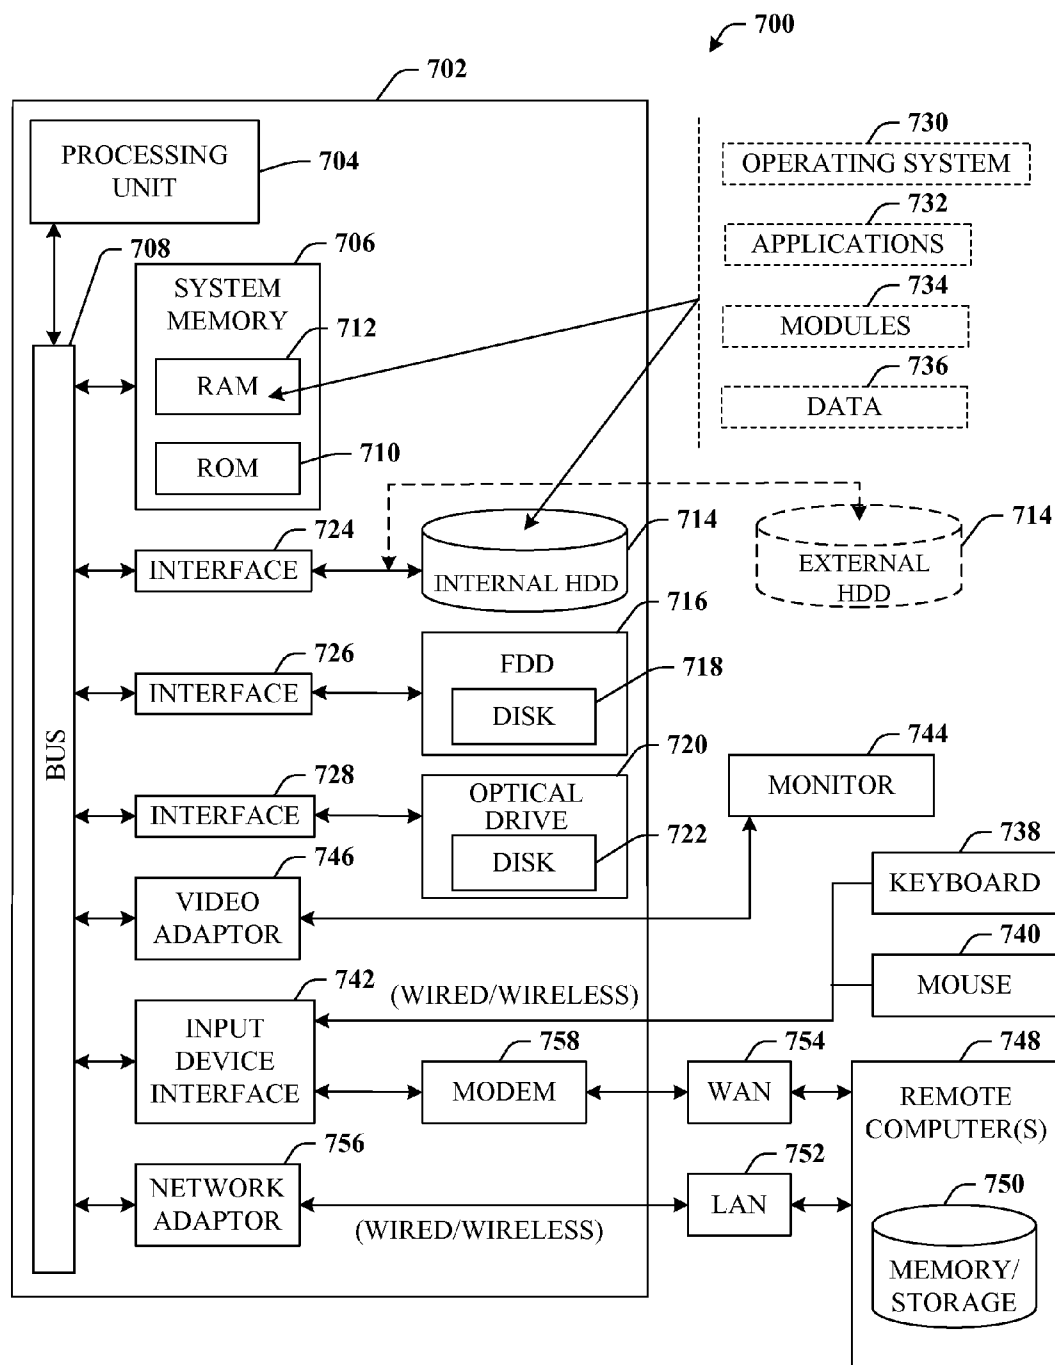 700
702
PROCESSING
UNIT
704
730
OPERATING SYSTEM
732
APPLICATIONS
734
MODULES
736
DATA
708
706
SYSTEM
MEMORY
712
RAM
710
ROM
BUS
724
INTERFACE
714
INTERNAL HDD
714
EXTERNAL
HDD
726
INTERFACE
716
FDD
718
DISK
728
INTERFACE
720
OPTICAL
DRIVE
722
DISK
744
MONITOR
746
VIDEO
ADAPTOR
738
KEYBOARD
740
MOUSE
742
INPUT
DEVICE
INTERFACE
(WIRED/WIRELESS)
758
MODEM
754
WAN
748
REMOTE
COMPUTER(S)
756
NETWORK
ADAPTOR
(WIRED/WIRELESS)
752
LAN
750
MEMORY/
STORAGE